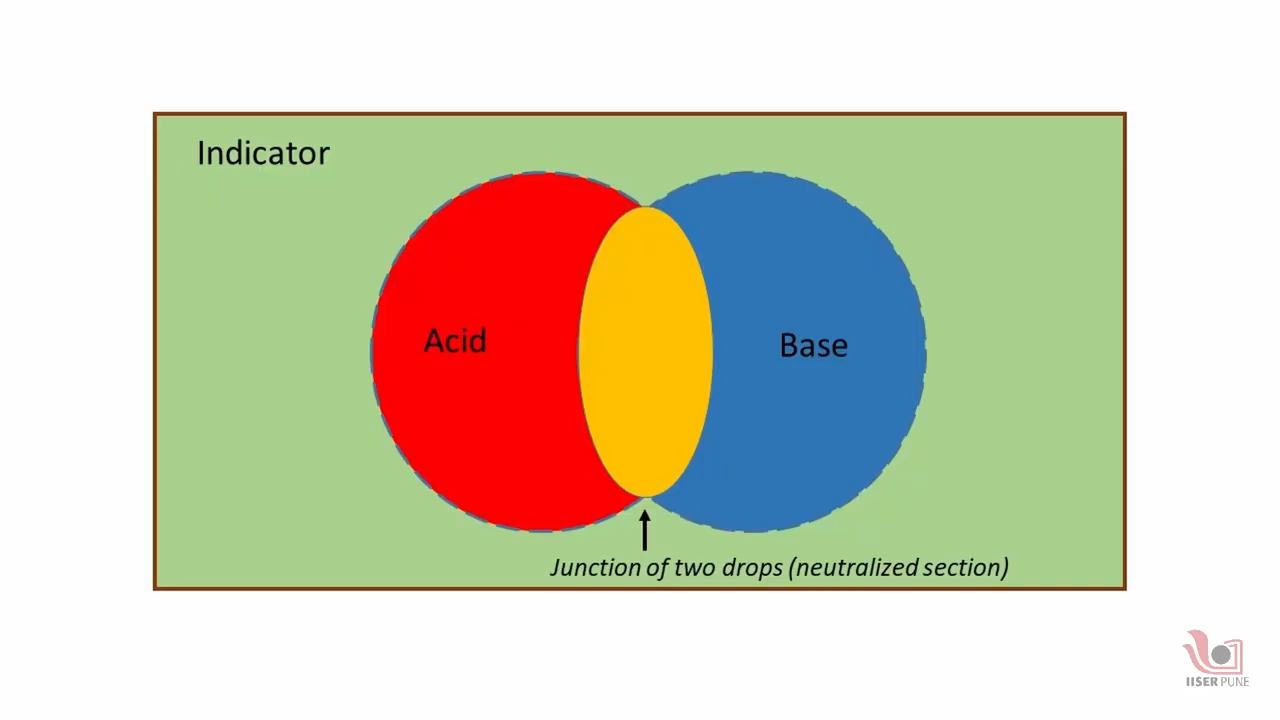 Indicator
Acid
Base
Junction of two drops (neutralized section)
IISER PUNE